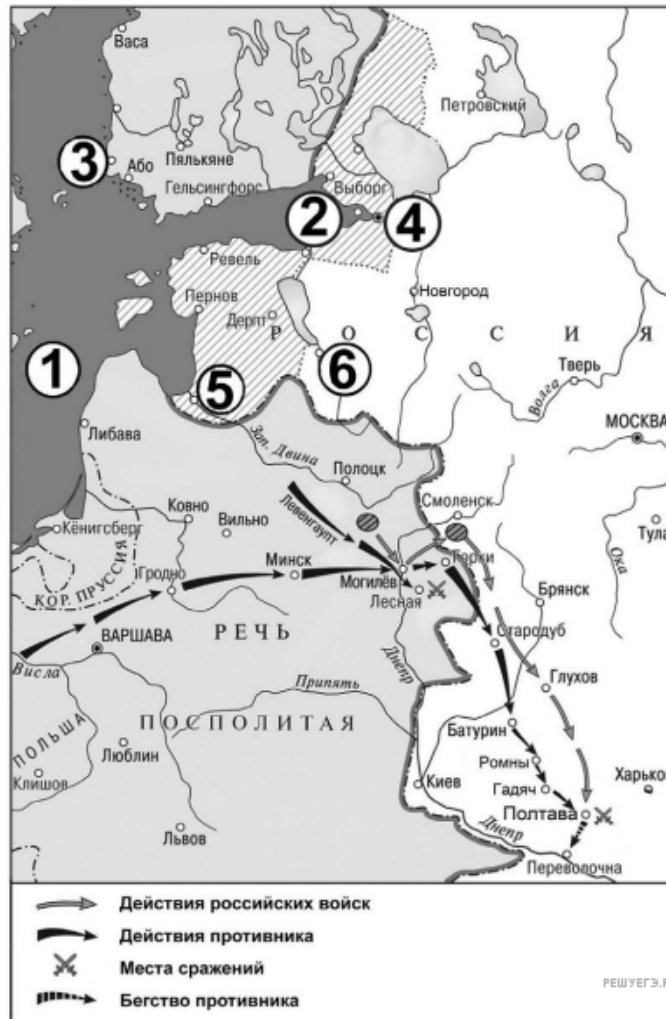 Васа
Петровский
3
Пялькяне
Або
Гельсингфорс
Выборг
2
4
Ревель
Новгород
Пернов
Дерпт
РОССИЯ
1
5
6
Тверь
Волга
МОСКВА
Либава
Зап. Двина
Полоцк
Смоленск
Тула
Левенгаупт
Ковно
Вильно
Кёнигсберг
КОР. ПРУССИЯ
Минск
Могилёв
Горки
Ока
Гродно
Лесная
Брянск
ВАРШАВА
РЕЧЬ
Стародуб
Висла
Днепр
Глухов
Припять
ПОЛЬША
ПОСПОЛИТАЯ
Батурин
Люблин
Ромны
Клишов
Киев
Гадяч
Харьков
Полтава
Львов
Днепр
Переволочна
Действия российских войск
Действия противника
Места сражений
Бегство противника
РЕШУЕГЭ.Р